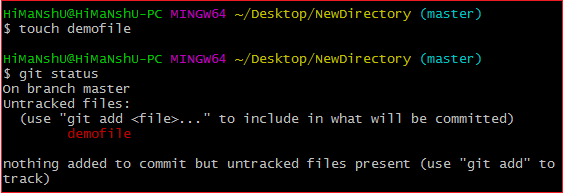 HiMaNshU@HiMaNshU-PC MINGW64 ~/Desktop/NewDirectory (master)
$ touch demofile
HiMaNshU@HiMaNshU-PC MINGW64 ~/Desktop/NewDirectory (master)
$ git status
On branch master
Untracked files:
  (use "git add <file>..." to include in what will be committed)
        demofile
nothing added to commit but untracked files present (use "git add" to
track)